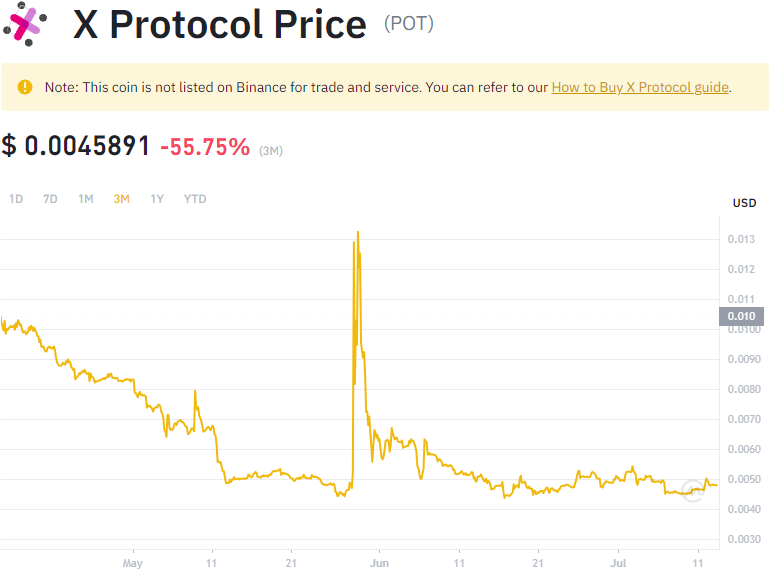 X Protocol Price (POT)
Note: This coin is not listed on Binance for trade and service. You can refer to our How to Buy X Protocol guide.
$ 0.0045891 -55.75% (3M)
1D 7D 1M 3M 1Y YTD
USD
0.013
0.012
0.011
0.010
0.0100
0.0090
0.0080
0.0070
0.0060
0.0050
0.0040
0.0030
May 11 21 Jun 11 21 Jul 11